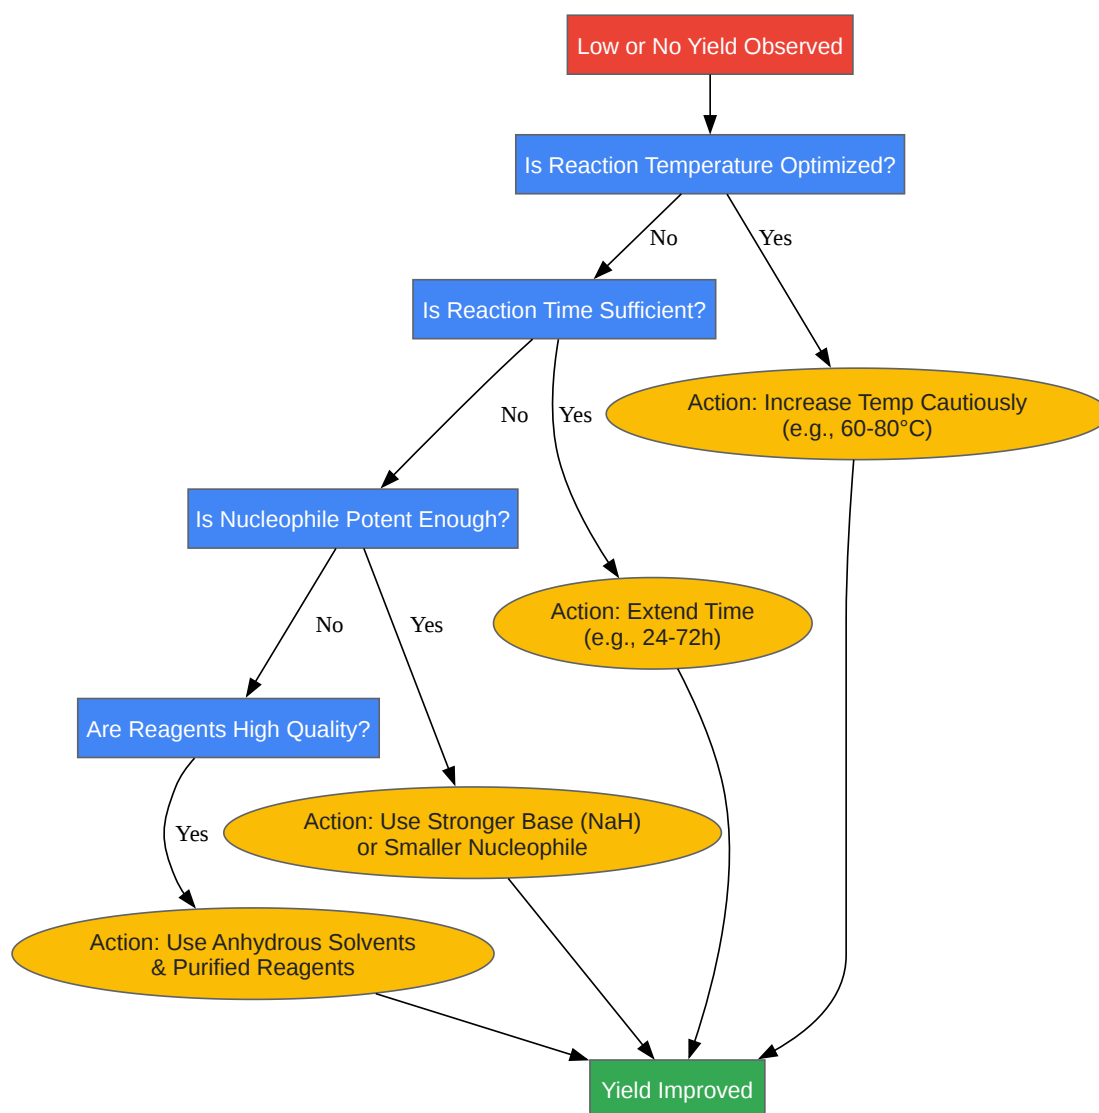 Low or No Yield Observed
Is Reaction Temperature Optimized?
No
Yes
Is Reaction Time Sufficient?
Action: Increase Temp Cautiously
(e.g., 60-80°C)
No
Yes
Is Nucleophile Potent Enough?
Action: Extend Time
(e.g., 24-72h)
No
Yes
Are Reagents High Quality?
Action: Use Stronger Base (NaH)
or Smaller Nucleophile
Yes
Action: Use Anhydrous Solvents
& Purified Reagents
Yield Improved